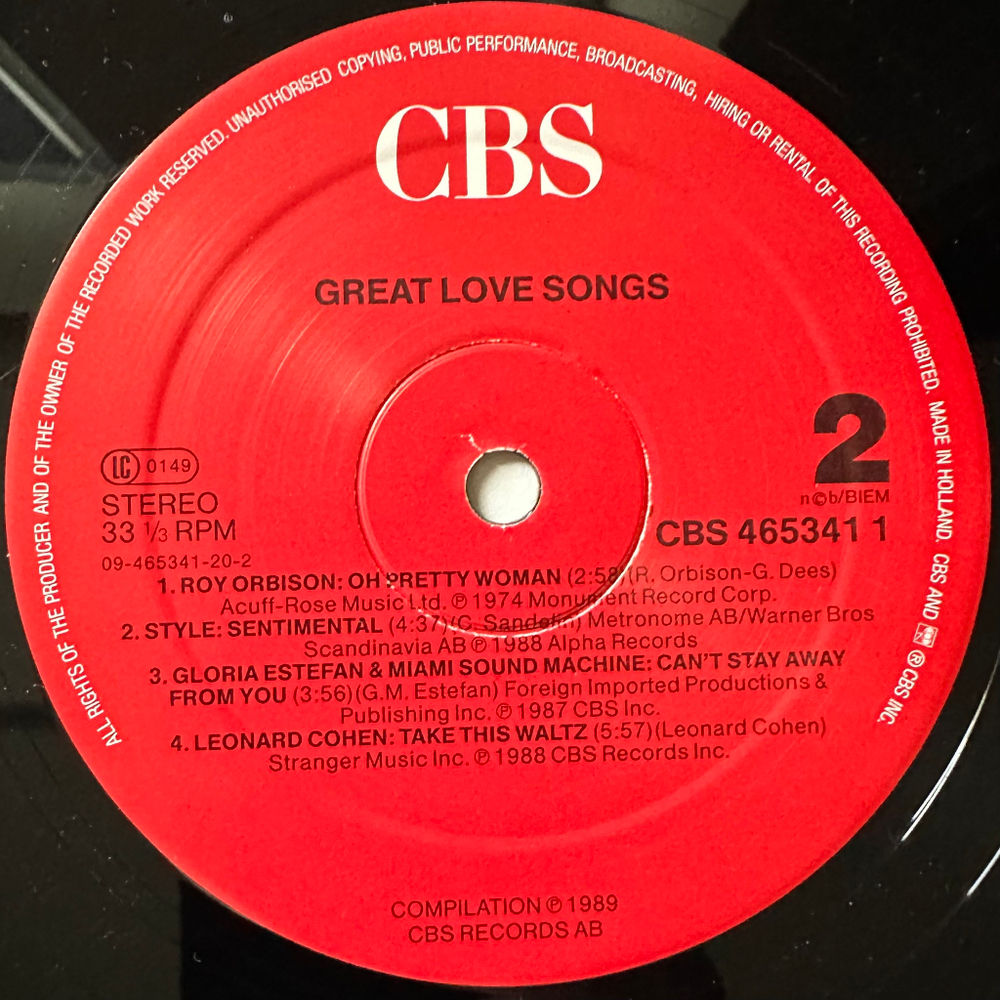 ALL RIGHTS OF THE PRODUCER AND OF THE OWNER OF THE RECORDED WORK RESERVED. UNAUTHORISED COPYING, PUBLIC PERFORMANCE, BROADCASTING, HIRING OR RENTAL OF THIS RECORDING PROHIBITED. MADE IN HOLLAND. CBS AND ® CBS INC.
CBS
GREAT LOVE SONGS
LC 0149
STEREO
33 1/3 RPM
09-465341-20-2
2
n©b/BIEM
CBS 465341 1
1. ROY ORBISON: OH PRETTY WOMAN (2:58) (R. Orbison-G. Dees)
Acuff-Rose Music Ltd. ℗ 1974 Monument Record Corp.
2. STYLE: SENTIMENTAL (4:37) (C. Sandelin) Metronome AB/Warner Bros
Scandinavia AB ℗ 1988 Alpha Records
3. GLORIA ESTEFAN & MIAMI SOUND MACHINE: CAN'T STAY AWAY
FROM YOU (3:56) (G.M. Estefan) Foreign Imported Productions &
Publishing Inc. ℗ 1987 CBS Inc.
4. LEONARD COHEN: TAKE THIS WALTZ (5:57) (Leonard Cohen)
Stranger Music Inc. ℗ 1988 CBS Records Inc.
COMPILATION ℗ 1989
CBS RECORDS AB